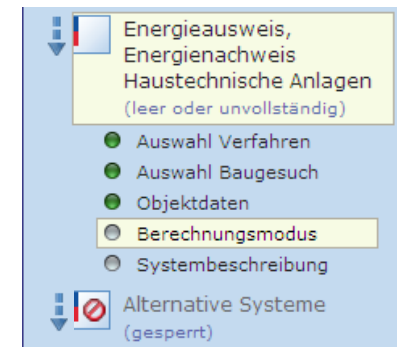 Energieausweis,
Energienachweis
Haustechnische Anlagen
(leer oder unvollständig)
Auswahl Verfahren
Auswahl Baugesuch
Objektdaten
Berechnungsmodus
Systembeschreibung
Alternative Systeme
(gesperrt)